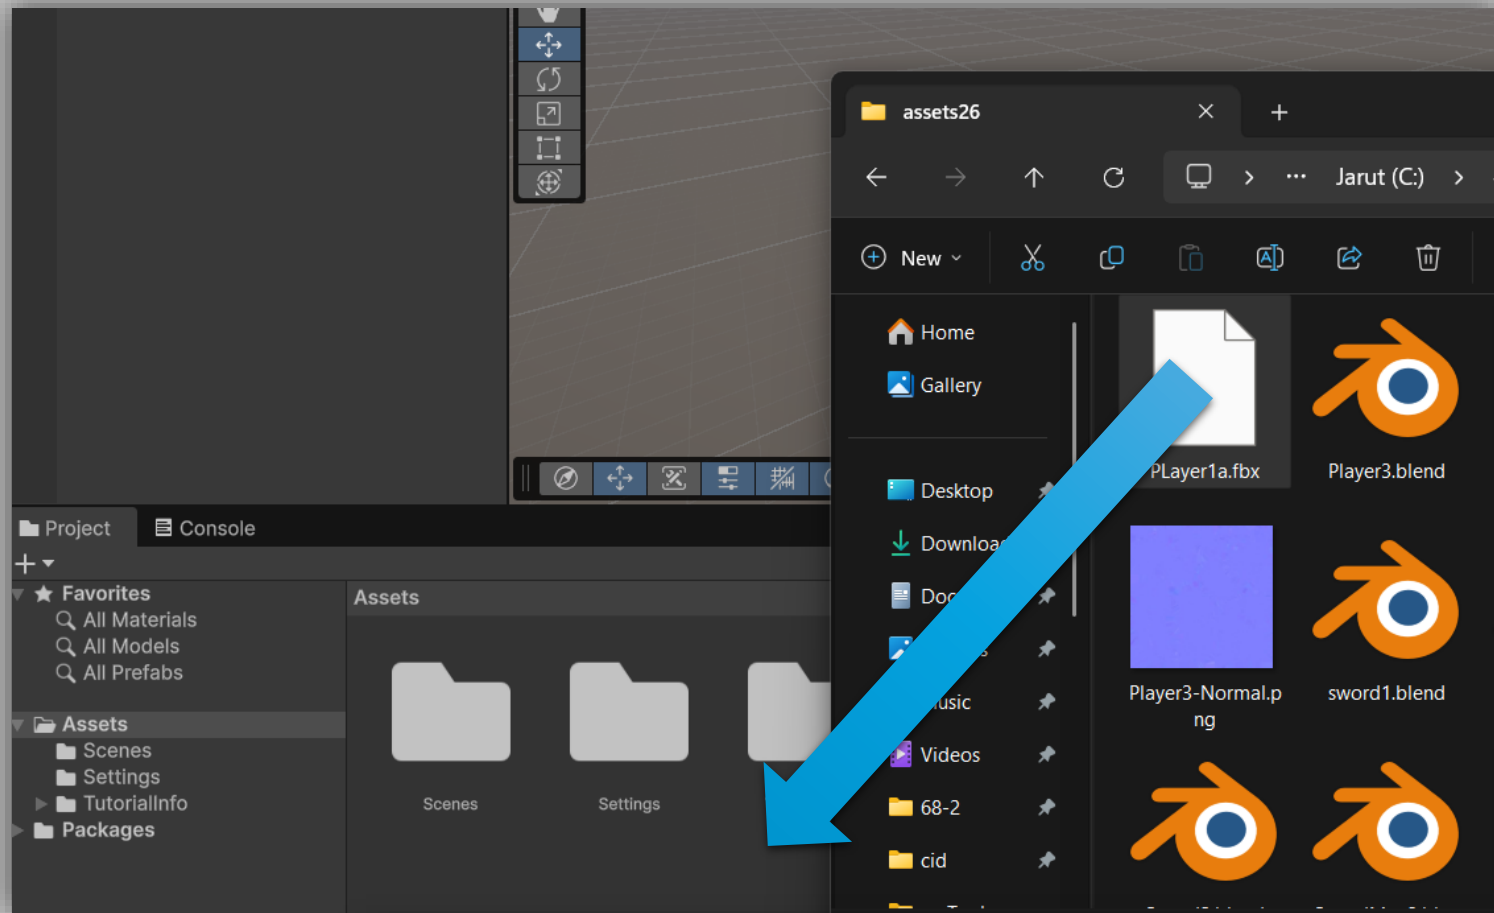 assets26
Jarut (C:)
New
Home
Gallery
PLayer1a.fbx
Player3.blend
Desktop
Project
Console
Favorites
Assets
All Materials
All Models
All Prefabs
Player3-Normal.p
ng
sword1.blend
Assets
Scenes
Settings
TutorialInfo
Packages
Scenes
Settings
Videos
68-2
cid